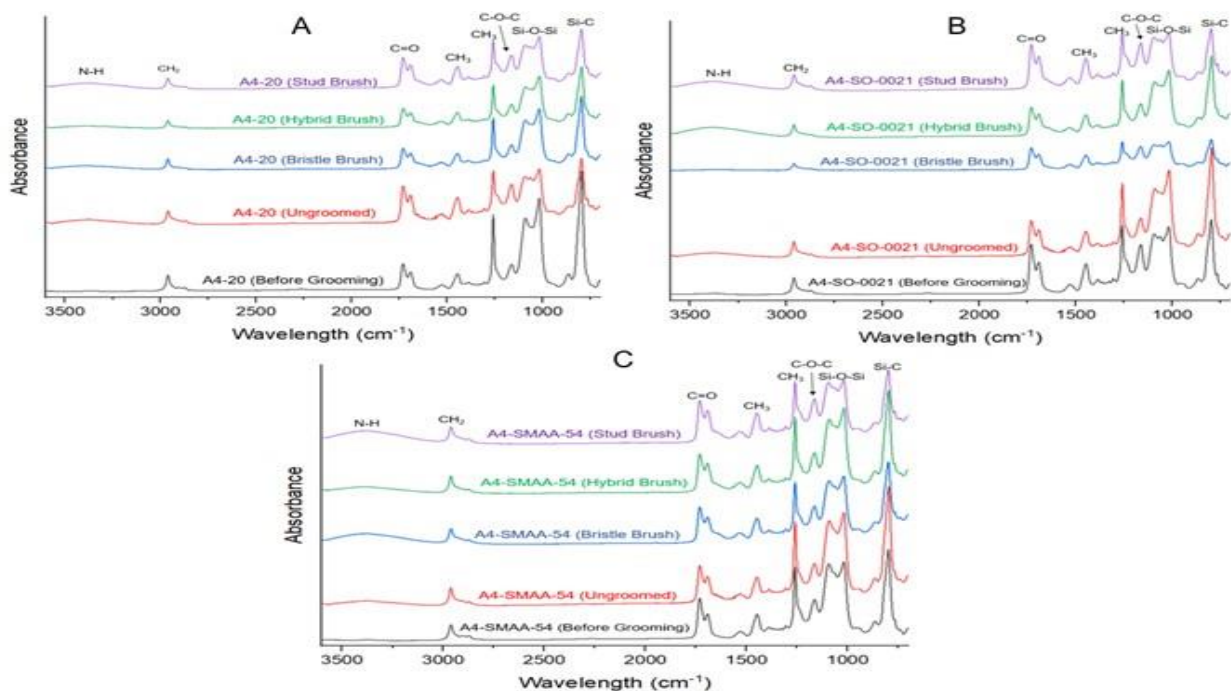 A
C-O-C
Si-C
CH₃
Si-O-Si
C=O
N-H
CH₂
CH₃
A4-20 (Stud Brush)
A4-20 (Hybrid Brush)
A4-20 (Bristle Brush)
A4-20 (Ungroomed)
A4-20 (Before Grooming)
Absorbance
3500 3000 2500 2000 1500 1000
Wavelength (cm⁻¹)
B
C-O-C
Si-C
CH₃
Si-O-Si
C=O
N-H
CH₂
CH₃
A4-SO-0021 (Stud Brush)
A4-SO-0021 (Hybrid Brush)
A4-SO-0021 (Bristle Brush)
A4-SO-0021 (Ungroomed)
A4-SO-0021 (Before Grooming)
Absorbance
3500 3000 2500 2000 1500 1000
Wavelength (cm⁻¹)
C
C-O-C
Si-C
CH₃
Si-O-Si
C=O
N-H
CH₂
CH₃
A4-SMAA-54 (Stud Brush)
A4-SMAA-54 (Hybrid Brush)
A4-SMAA-54 (Bristle Brush)
A4-SMAA-54 (Ungroomed)
A4-SMAA-54 (Before Grooming)
Absorbance
3500 3000 2500 2000 1500 1000
Wavelength (cm⁻¹)